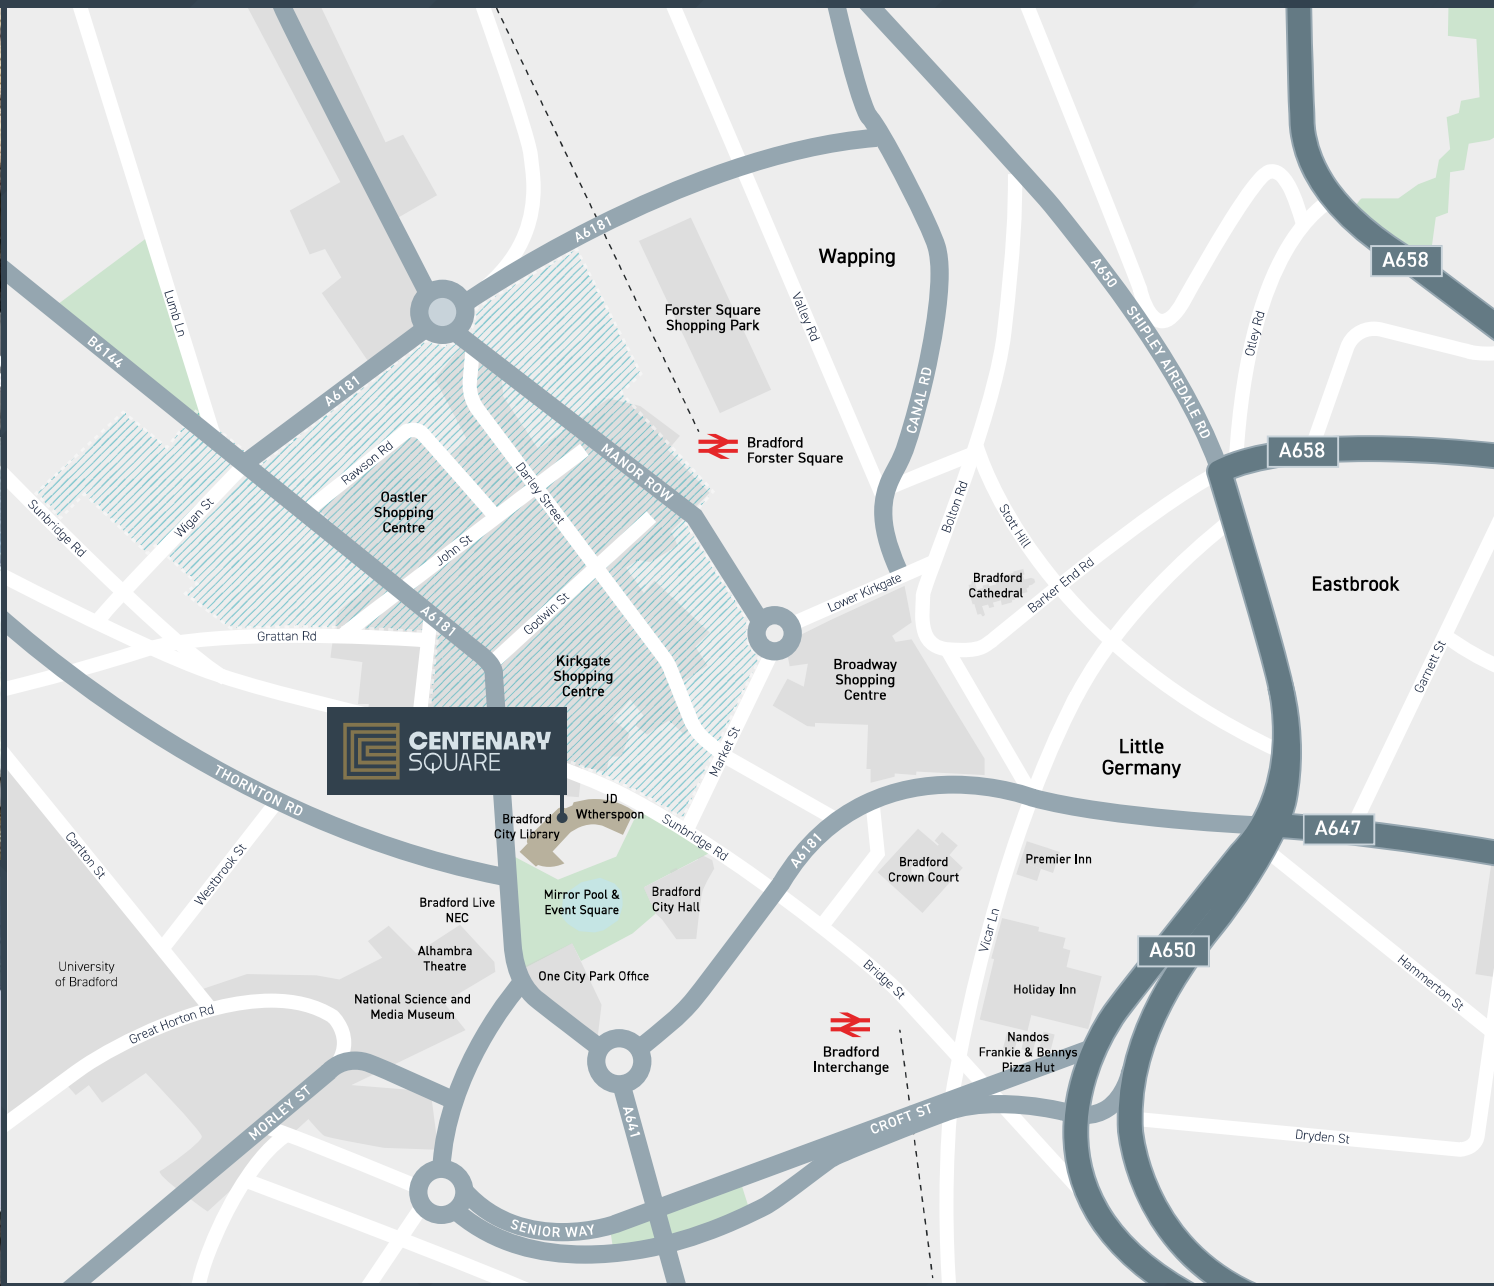 A6181
Wapping
A658
A650
Lumb Ln
Forster Square
Shopping Park
Valley Rd
SHIPLEY AIREDALE RD
Otley Rd
B6144
A6181
CANAL RD
MANOR ROW
Bradford
Forster Square
A658
Rawson Rd
Darley Street
Oastler
Shopping
Centre
Wigan St
Sunbridge Rd
John St
Bolton Rd
Stott Hill
Bradford
Cathedral
Barker End Rd
Lower Kirkgate
Eastbrook
A6181
Godwin St
Grattan Rd
Kirkgate
Shopping
Centre
Broadway
Shopping
Centre
Garnett St
CENTENARY
SQUARE
Market St
Little
Germany
THORNTON RD
JD
Wtherspoon
Bradford
City Library
Sunbridge Rd
A6181
A647
Carlton St
Westbrook St
Bradford
Crown Court
Premier Inn
Bradford Live
NEC
Mirror Pool &
Event Square
Bradford
City Hall
Vicar Ln
A650
Alhambra
Theatre
University
of Bradford
One City Park Office
Bridge St
Hammerton St
National Science and
Media Museum
Holiday Inn
Great Horton Rd
Bradford
Interchange
Nandos
Frankie & Bennys
Pizza Hut
MORLEY ST
A641
CROFT ST
Dryden St
SENIOR WAY